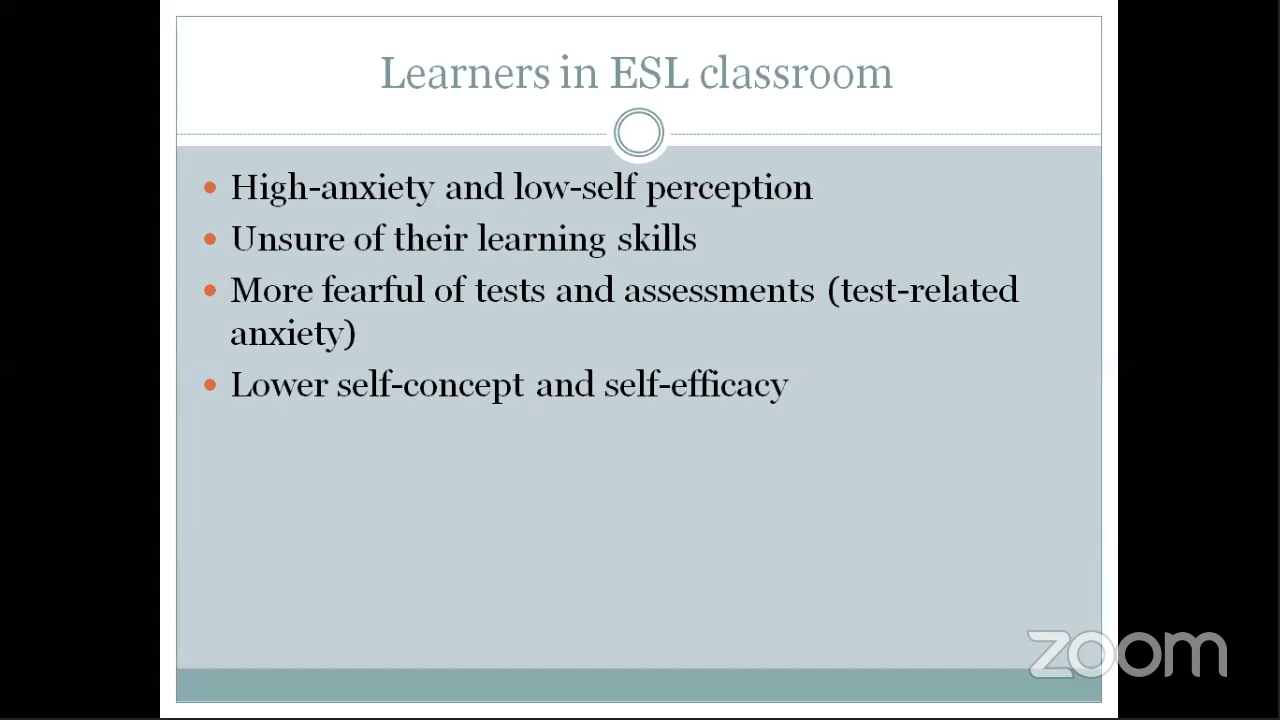 Learners in ESL classroom
• High-anxiety and low-self perception
• Unsure of their learning skills
• More fearful of tests and assessments (test-related
anxiety)
• Lower self-concept and self-efficacy
zoom